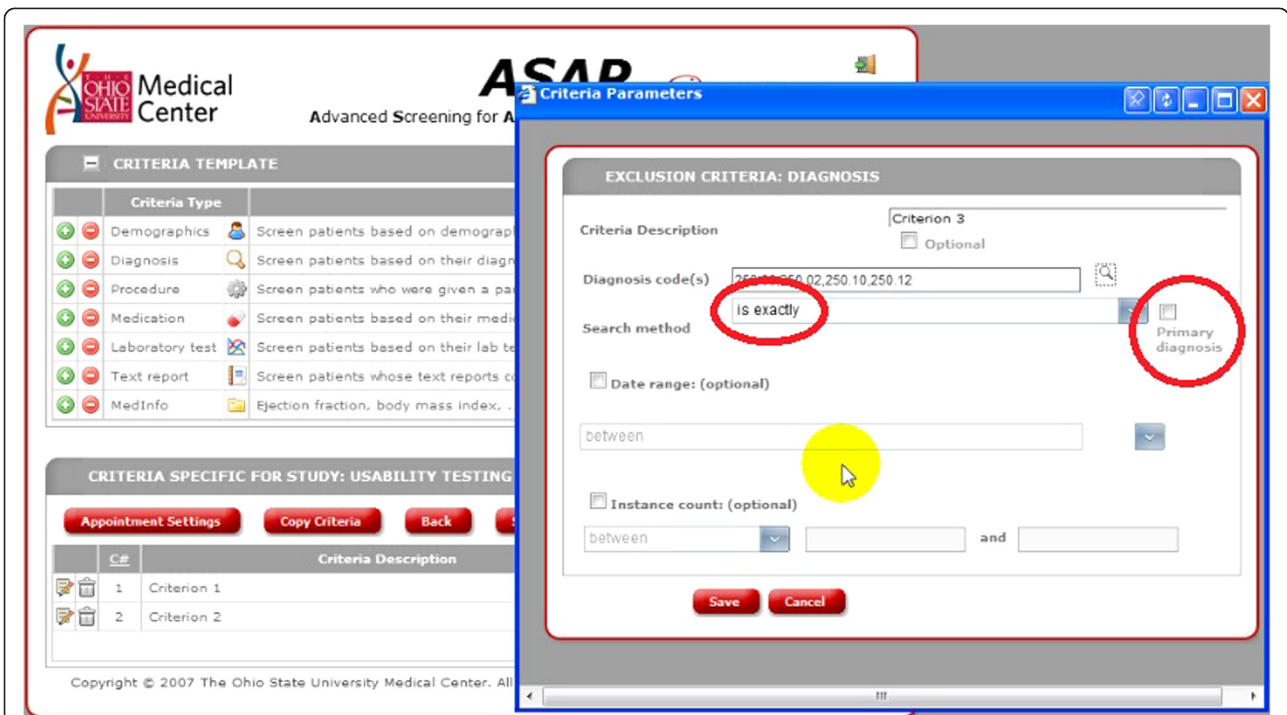 THE
OHIO
STATE
UNIVERSITY
Medical
Center
ASAP
Advanced Screening for A
CRITERIA TEMPLATE
Criteria Type
Demographics Screen patients based on demograp
Diagnosis Screen patients based on their diagn
Procedure Screen patients who were given a pa
Medication Screen patients based on their medi
Laboratory test Screen patients based on their lab te
Text report Screen patients whose text reports co
MedInfo Ejection fraction, body mass index, ..
CRITERIA SPECIFIC FOR STUDY: USABILITY TESTING
Appointment Settings Copy Criteria Back S
C# Criteria Description
1 Criterion 1
2 Criterion 2
Copyright © 2007 The Ohio State University Medical Center. All
Criteria Parameters
EXCLUSION CRITERIA: DIAGNOSIS
Criteria Description Criterion 3
Optional
Diagnosis code(s) 250.02,250.10,250.12
is exactly
Search method
Primary
diagnosis
Date range: (optional)
between
Instance count: (optional)
between and
Save Cancel